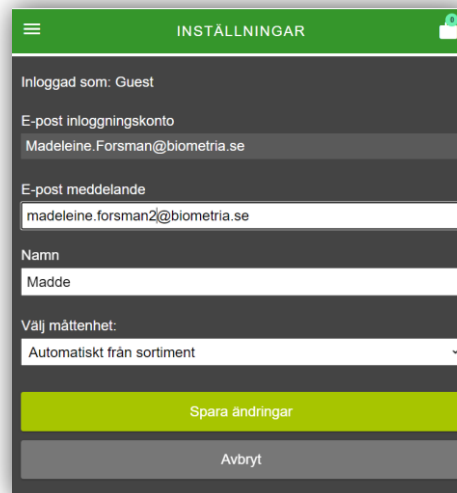 INSTÄLLNINGAR
0
Inloggad som: Guest
E-post inloggningskonto
Madeleine.Forsman@biometria.se
E-post meddelande
madeleine.forsman2@biometria.se
Namn
Madde
Välj måttenhet:
Automatiskt från sortiment
Spara ändringar
Avbryt